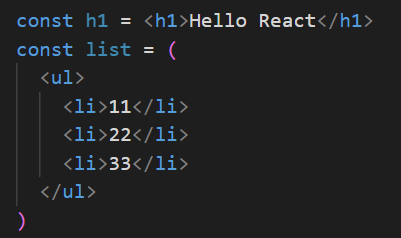 const h1 = <h1>Hello React</h1>
const list = (
  <ul>
    <li>11</li>
    <li>22</li>
    <li>33</li>
  </ul>
)